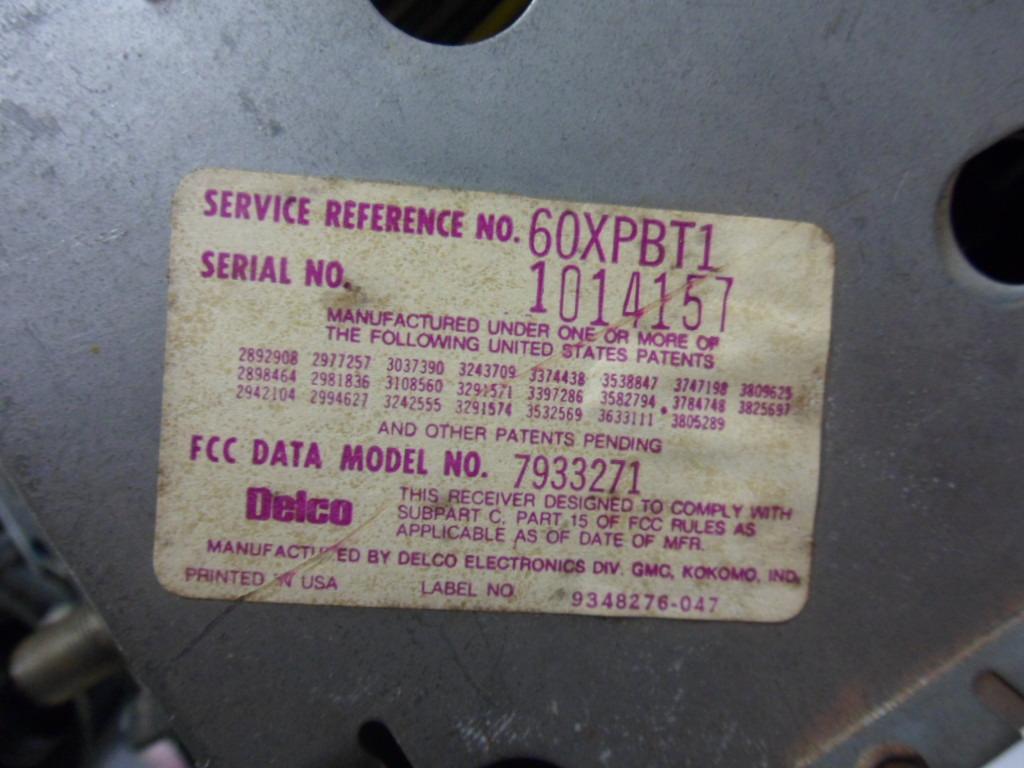 SERVICE REFERENCE NO. 60XPBT1
SERIAL NO. 1014157
MANUFACTURED UNDER ONE OR MORE OF
THE FOLLOWING UNITED STATES PATENTS
2892908 2977257 3037390 3243709 3374438 3538847 3747198 3809625
2898464 2981836 3108560 3291571 3397286 3582794 3784748 3825697
2942104 2994627 3242555 3291574 3532569 3633111 3805289
AND OTHER PATENTS PENDING
FCC DATA MODEL NO. 7933271
Delco
THIS RECEIVER DESIGNED TO COMPLY WITH
SUBPART C, PART 15 OF FCC RULES AS
APPLICABLE AS OF DATE OF MFR.
MANUFACTURED BY DELCO ELECTRONICS DIV. GMC, KOKOMO, IND.
PRINTED IN USA LABEL NO. 9348276-047